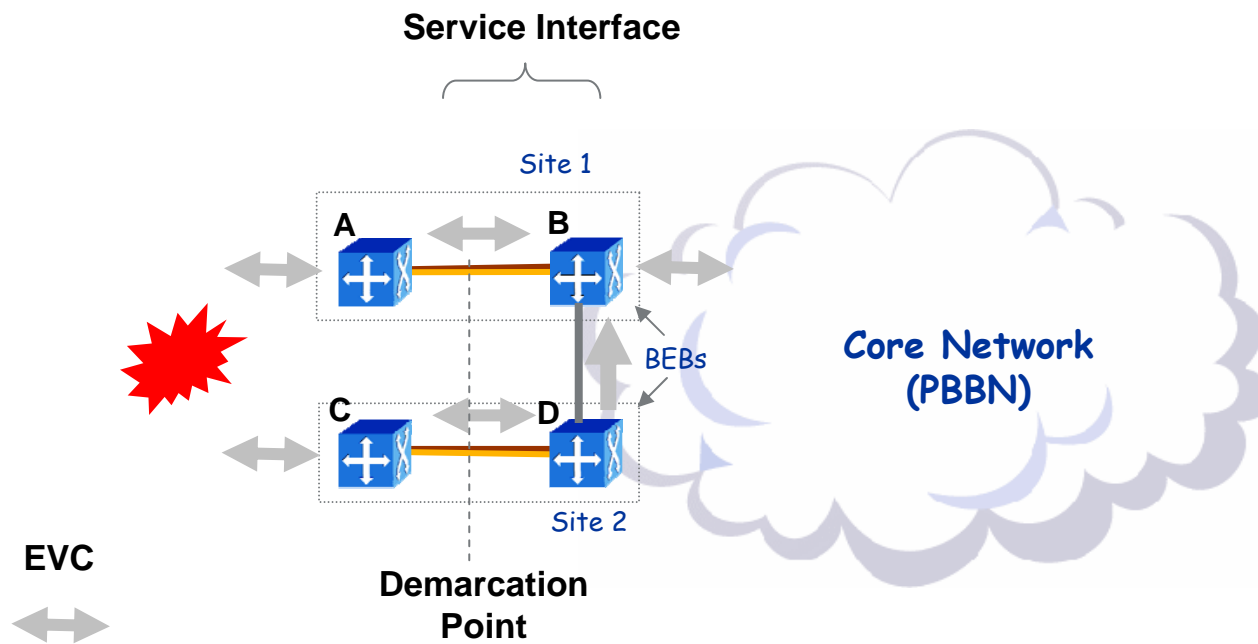 Service Interface
Site 1
A
B
BEBs
Core Network
(PBBN)
C
D
Site 2
EVC
Demarcation
Point